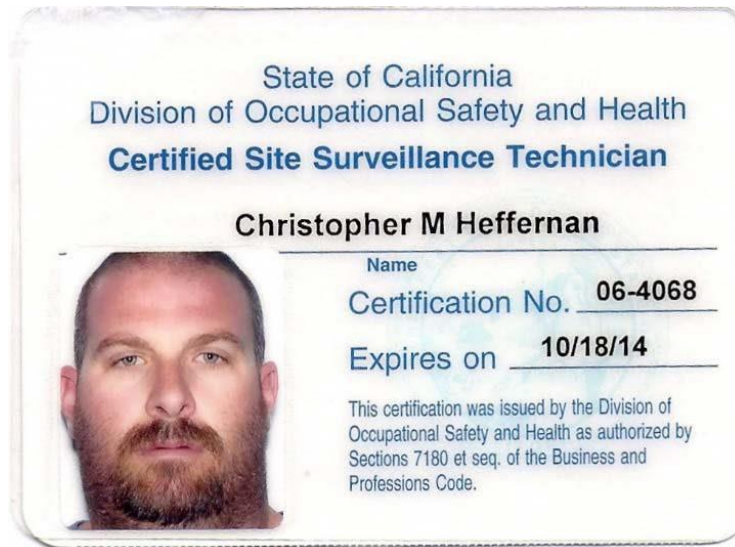 State of California
Division of Occupational Safety and Health
Certified Site Surveillance Technician
Christopher M Heffernan
Name
Certification No. 06-4068
Expires on 10/18/14
This certification was issued by the Division of
Occupational Safety and Health as authorized by
Sections 7180 et seq. of the Business and
Professions Code.